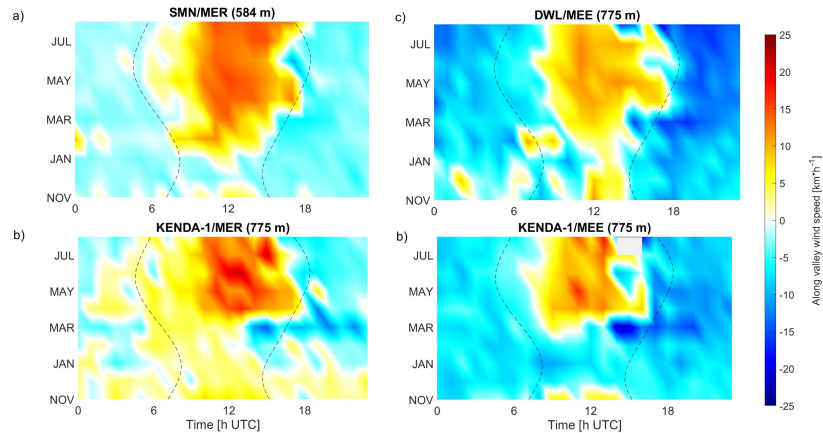 a) SMN/MER (584 m)
JUL
MAY
MAR
JAN
NOV
0 6 12 18
c) DWL/MEE (775 m)
JUL
MAY
MAR
JAN
NOV
0 6 12 18
b) KENDA-1/MER (775 m)
JUL
MAY
MAR
JAN
NOV
0 6 12 18
Time [h UTC]
b) KENDA-1/MEE (775 m)
JUL
MAY
MAR
JAN
NOV
0 6 12 18
Time [h UTC]
25
20
15
10
5
0
-5
-10
-15
-20
-25
Along valley wind speed [km*h⁻¹]